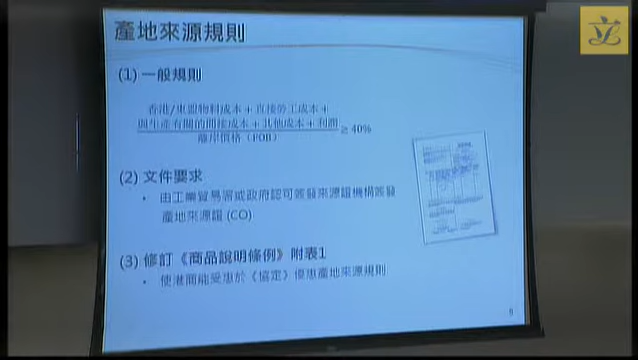 產地來源規則
(1) 一般規則
香港/東盟物料成本 + 直接勞工成本 +
與生產有關的間接成本 + 其他成本 + 利潤
離岸價格 (FOB)
≥ 40%
(2) 文件要求
• 由工業貿易署或政府認可簽發來源證機構簽發
產地來源證 (CO)
(3) 修訂《商品說明條例》附表1
• 使港商能受惠於《協定》優惠產地來源規則